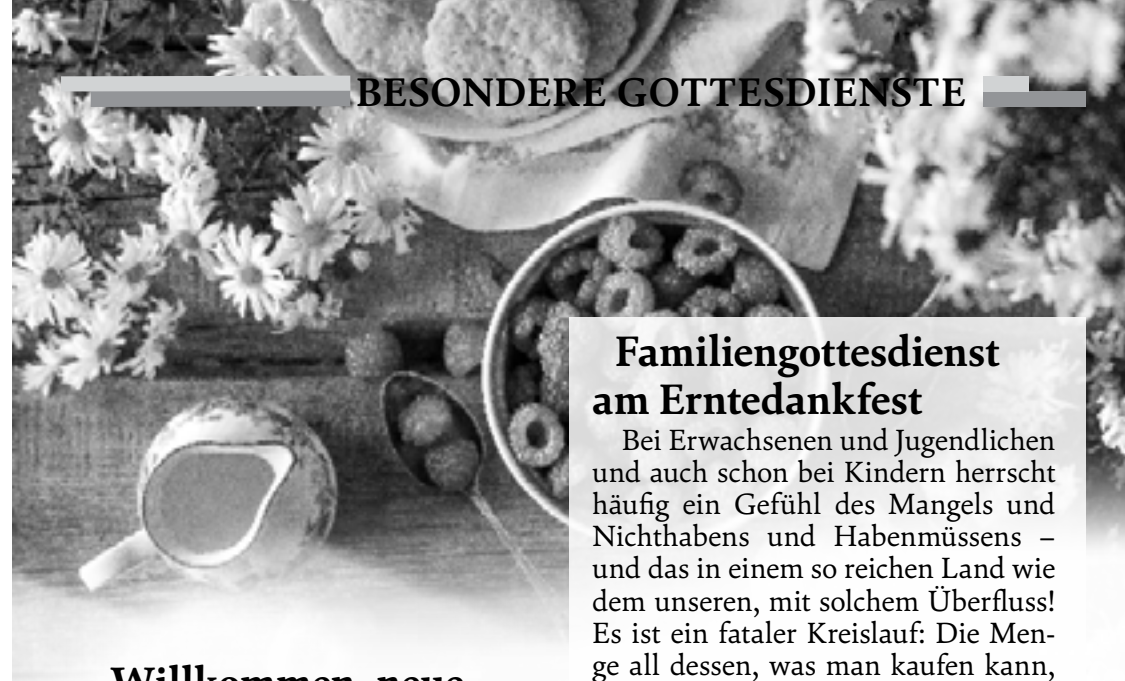 BESONDERE GOTTESDIENSTE
Familiengottesdienst
am Erntedankfest
Bei Erwachsenen und Jugendlichen
und auch schon bei Kindern herrscht
häufig ein Gefühl des Mangels und
Nichthabens und Habenmüssens –
und das in einem so reichen Land wie
dem unseren, mit solchem Überfluss!
Es ist ein fataler Kreislauf: Die Men-
ge all dessen, was man kaufen kann,
Willkommen, neue